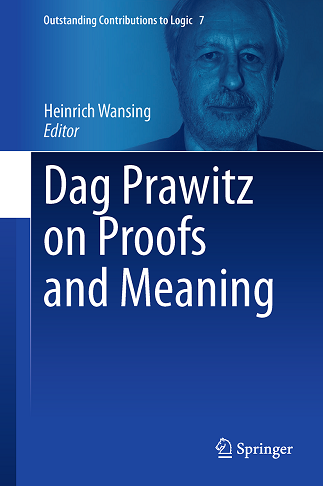 Outstanding Contributions to Logic 7
Heinrich Wansing
Editor
Dag Prawitz
on Proofs
and Meaning
Springer